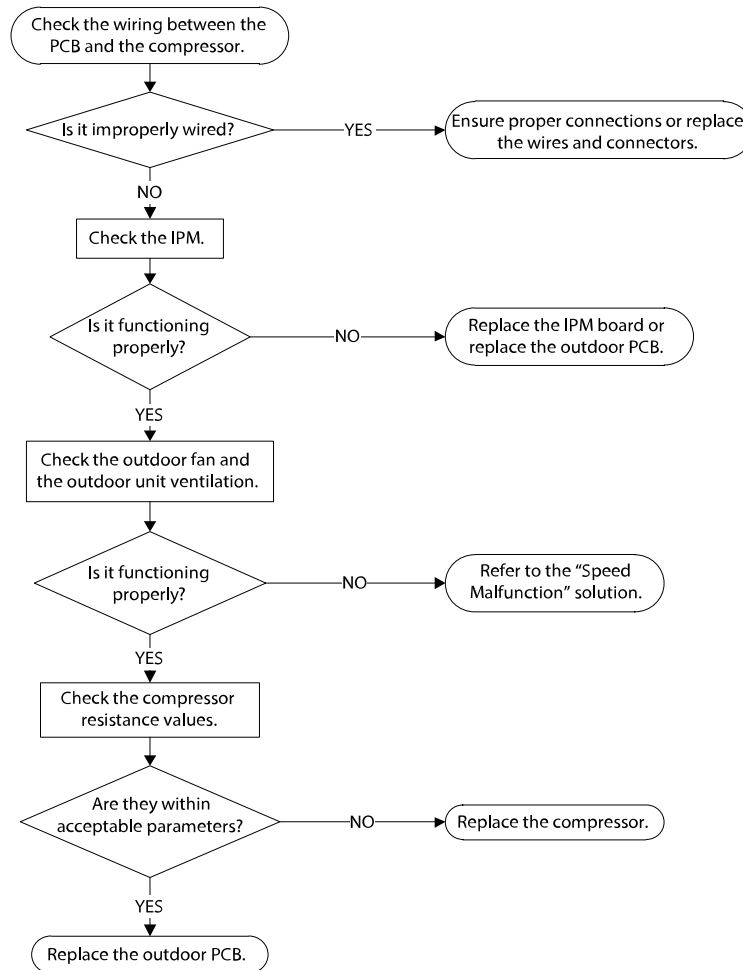 Check the wiring between the
PCB and the compressor.
Is it improperly wired?
YES
Ensure proper connections or replace
the wires and connectors.
NO
Check the IPM.
Is it functioning
properly?
NO
Replace the IPM board or
replace the outdoor PCB.
YES
Check the outdoor fan and
the outdoor unit ventilation.
Is it functioning
properly?
NO
Refer to the “Speed
Malfunction” solution.
YES
Check the compressor
resistance values.
Are they within
acceptable parameters?
NO
Replace the compressor.
YES
Replace the outdoor PCB.